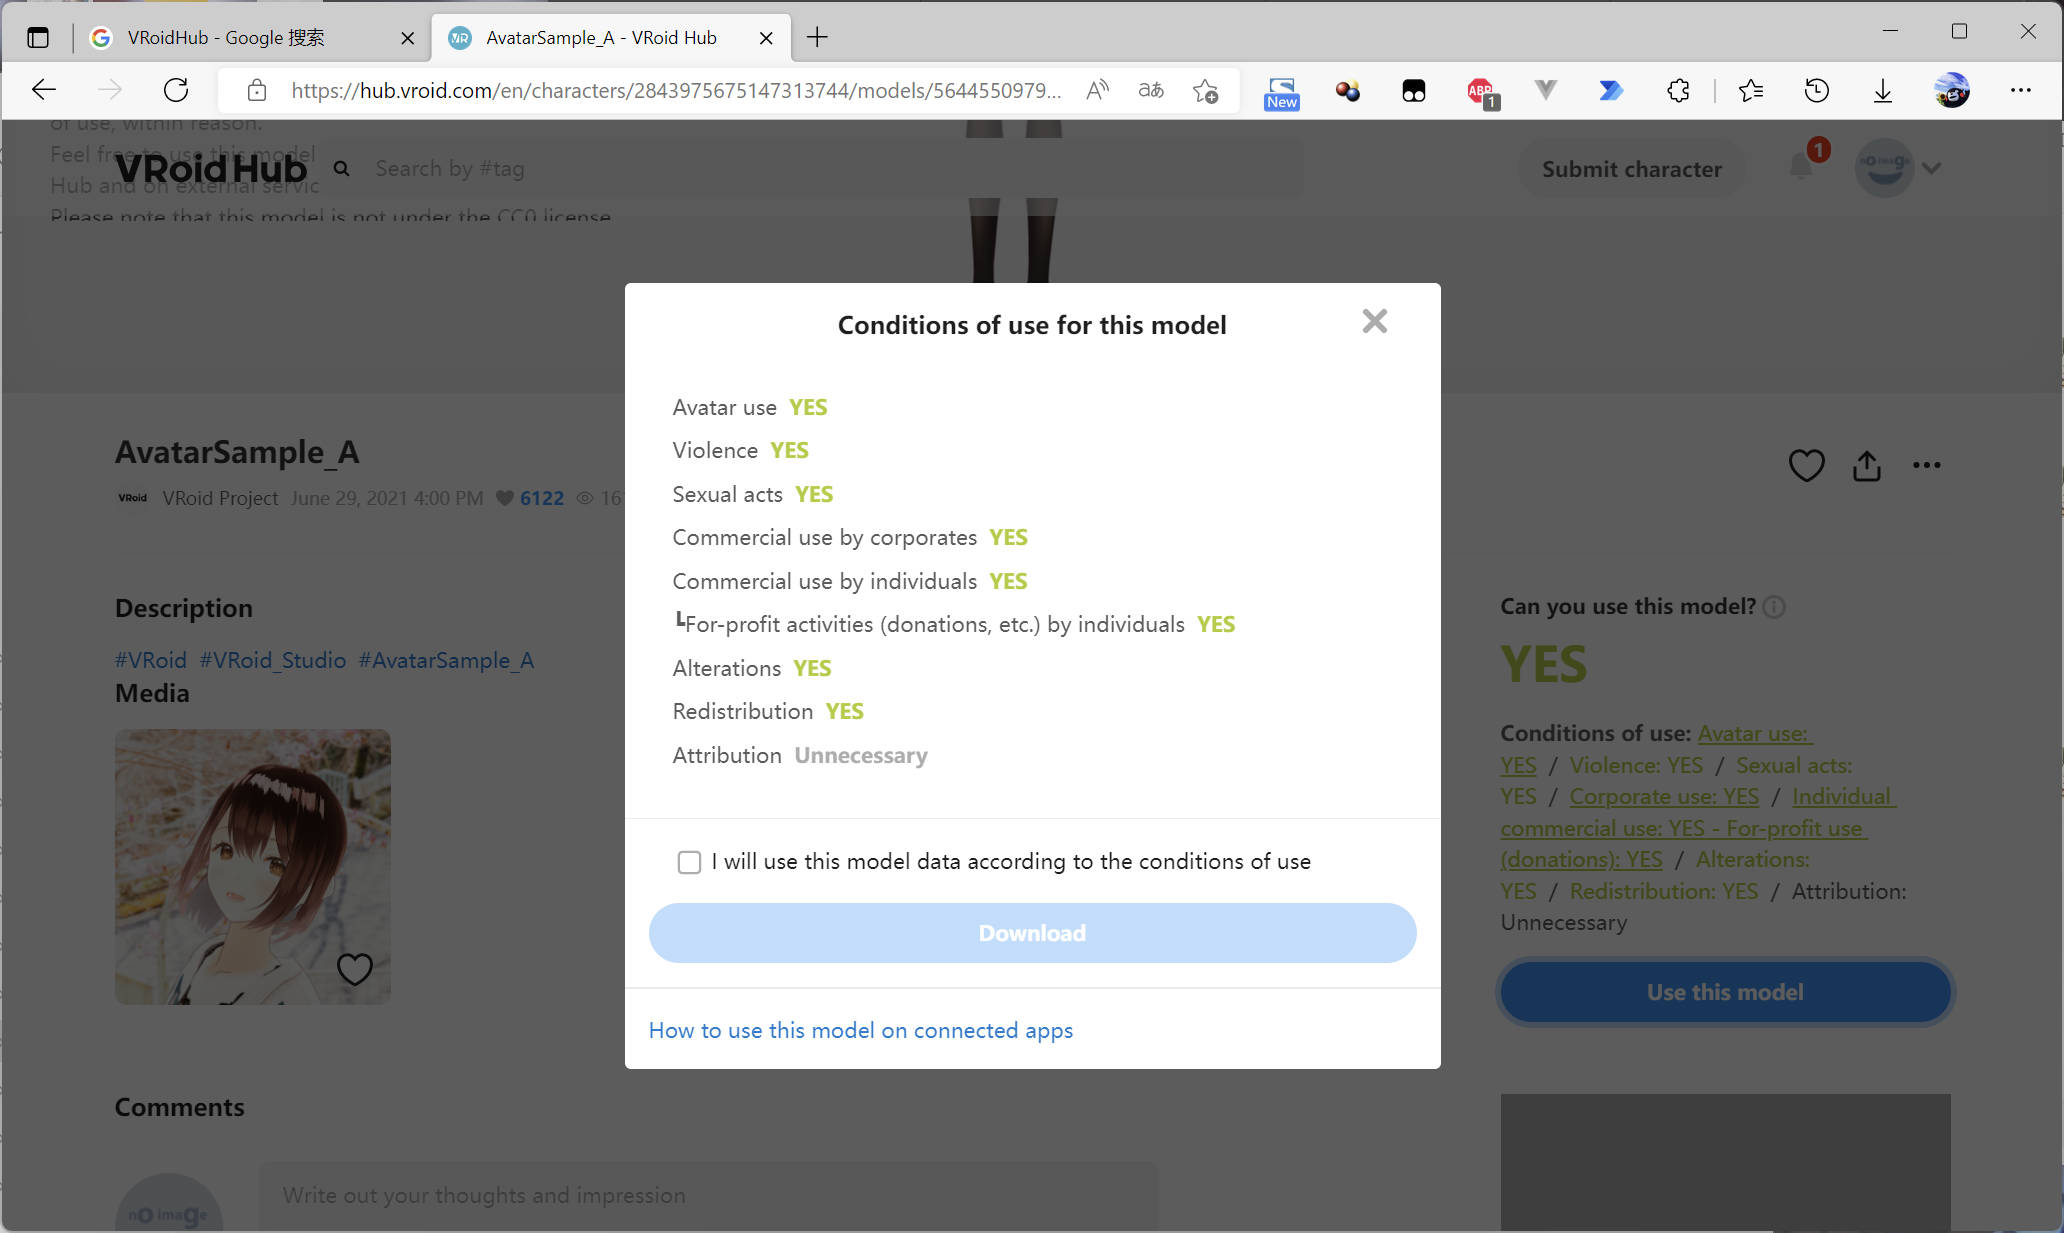 VRoidHub - Google 搜索
AvatarSample_A - VRoid Hub
https://hub.vroid.com/en/characters/2843975675147313744/models/5644550979...
New
ABP
1
of use, within reason.
Feel free to use this model
Hub and on external servic
Please note that this model is not under the CC0 license
VRoid Hub
Search by #tag
Submit character
1
no image
Conditions of use for this model
Avatar use YES
Violence YES
Sexual acts YES
Commercial use by corporates YES
Commercial use by individuals YES
┗For-profit activities (donations, etc.) by individuals YES
Alterations YES
Redistribution YES
Attribution Unnecessary
I will use this model data according to the conditions of use
Download
How to use this model on connected apps
AvatarSample_A
VRoid VRoid Project June 29, 2021 4:00 PM 6122 16
Description
#VRoid #VRoid_Studio #AvatarSample_A
Media
Can you use this model?
YES
Conditions of use: Avatar use:
YES / Violence: YES / Sexual acts:
YES / Corporate use: YES / Individual
commercial use: YES - For-profit use
(donations): YES / Alterations:
YES / Redistribution: YES / Attribution:
Unnecessary
Use this model
Comments
no image
Write out your thoughts and impression